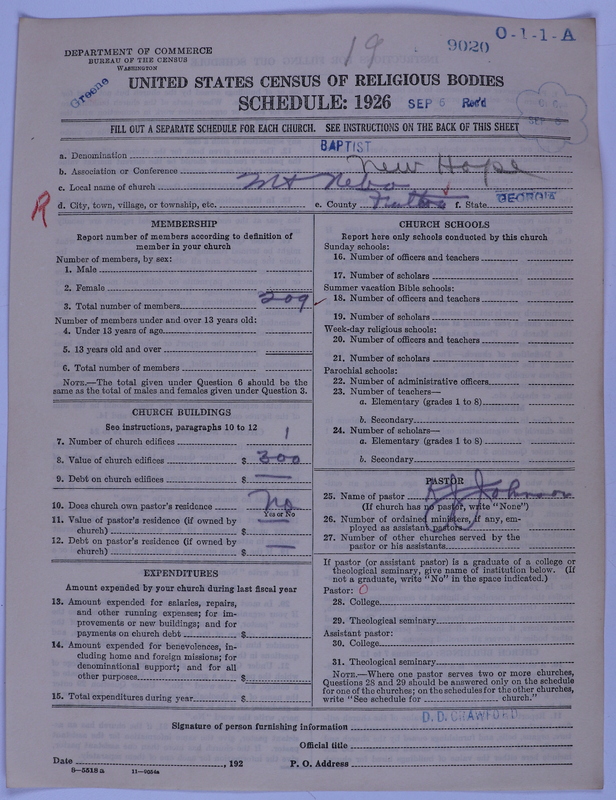 19
9020
O-1-1-A
DEPARTMENT OF COMMERCE
BUREAU OF THE CENSUS
WASHINGTON
Greene
UNITED STATES CENSUS OF RELIGIOUS BODIES
SCHEDULE: 1926
SEP 6 Rec'd
FILL OUT A SEPARATE SCHEDULE FOR EACH CHURCH. SEE INSTRUCTIONS ON THE BACK OF THIS SHEET
a. Denomination BAPTIST
b. Association or Conference New Hope
c. Local name of church Mt Nebo
R
d. City, town, village, or township, etc. e. County f. State. GEORGIA
MEMBERSHIP
Report number of members according to definition of
member in your church
Number of members, by sex:
1. Male
2. Female
3. Total number of members 209
Number of members under and over 13 years old:
4. Under 13 years of age
5. 13 years old and over
6. Total number of members
NOTE.—The total given under Question 6 should be the
same as the total of males and females given under Question 3.
CHURCH BUILDINGS
See instructions, paragraphs 10 to 12
7. Number of church edifices 1
8. Value of church edifices $ 300
9. Debt on church edifices $ —
10. Does church own pastor's residence No
Yes or No
11. Value of pastor's residence (if owned by
church) $ —
12. Debt on pastor's residence (if owned by
church) $ —
EXPENDITURES
Amount expended by your church during last fiscal year
13. Amount expended for salaries, repairs,
and other running expenses; for im-
provements or new buildings; and for
payments on church debt $
14. Amount expended for benevolences, in-
cluding home and foreign missions; for
denominational support; and for all
other purposes $
15. Total expenditures during year $
CHURCH SCHOOLS
Report here only schools conducted by this church
Sunday schools:
16. Number of officers and teachers
17. Number of scholars
Summer vacation Bible schools:
18. Number of officers and teachers
19. Number of scholars
Week-day religious schools:
20. Number of officers and teachers
21. Number of scholars
Parochial schools:
22. Number of administrative officers
23. Number of teachers—
a. Elementary (grades 1 to 8)
b. Secondary
24. Number of scholars—
a. Elementary (grades 1 to 8)
b. Secondary
PASTOR
25. Name of pastor Johnson
(If church has no pastor, write "None")
26. Number of ordained ministers, if any, em-
ployed as assistant pastors
27. Number of other churches served by the
pastor or his assistants
If pastor (or assistant pastor) is a graduate of a college or
theological seminary, give name of institution below. (If
not a graduate, write "No" in the space indicated.)
Pastor: O
28. College
29. Theological seminary
Assistant pastor:
30. College
31. Theological seminary
NOTE.—Where one pastor serves two or more churches,
Questions 28 and 29 should be answered only on the schedule
for one of the churches; on the schedules for the other churches,
write "See schedule for church."
D. D. CRAWFORD
Signature of person furnishing information
Official title
Date , 192 P. O. Address
8—5518 a 11—9054a